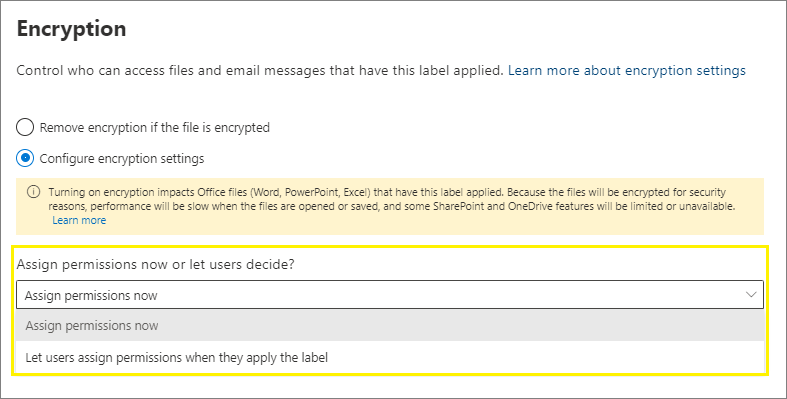 Encryption
Control who can access files and email messages that have this label applied. Learn more about encryption settings
Remove encryption if the file is encrypted
Configure encryption settings
Turning on encryption impacts Office files (Word, PowerPoint, Excel) that have this label applied. Because the files will be encrypted for security
reasons, performance will be slow when the files are opened or saved, and some SharePoint and OneDrive features will be limited or unavailable.
Learn more
Assign permissions now or let users decide?
Assign permissions now
Assign permissions now
Let users assign permissions when they apply the label